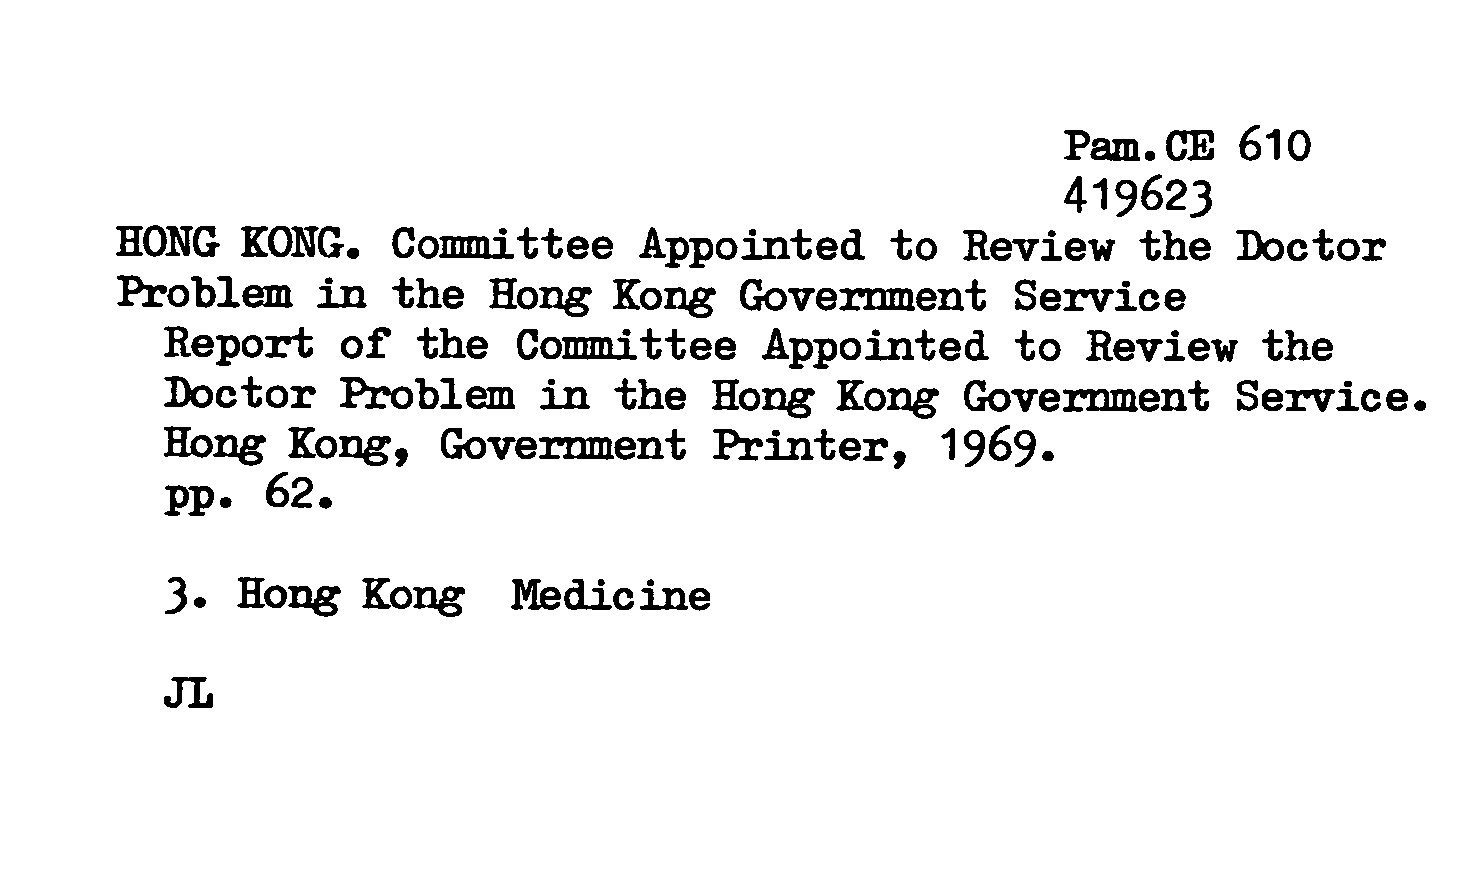 Pam.CE 610
419623
HONG KONG. Committee Appointed to Review the Doctor
Problem in the Hong Kong Government Service
Report of the Committee Appointed to Review the
Doctor Problem in the Hong Kong Government Service.
Hong Kong, Government Printer, 1969.
pp. 62.
3. Hong Kong  Medicine
JL